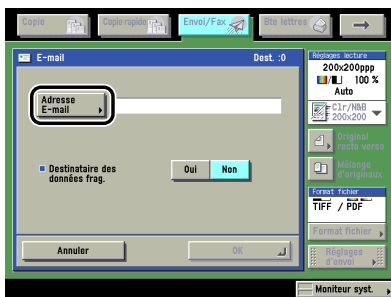 Copie
Copie rapide
Envoi/Fax
Bte lettres
E-mail
Dest. :0
Adresse
E-mail
Destinataire des
données frag.
Oui
Non
Annuler
OK
Réglages lecture
200x200ppp
100 %
Auto
Clr/N&B
200x200
Original
recto verso
Mélange
d'originaux
Format fichier
TIFF / PDF
Format fichier
Réglages
d'envoi
Moniteur syst.